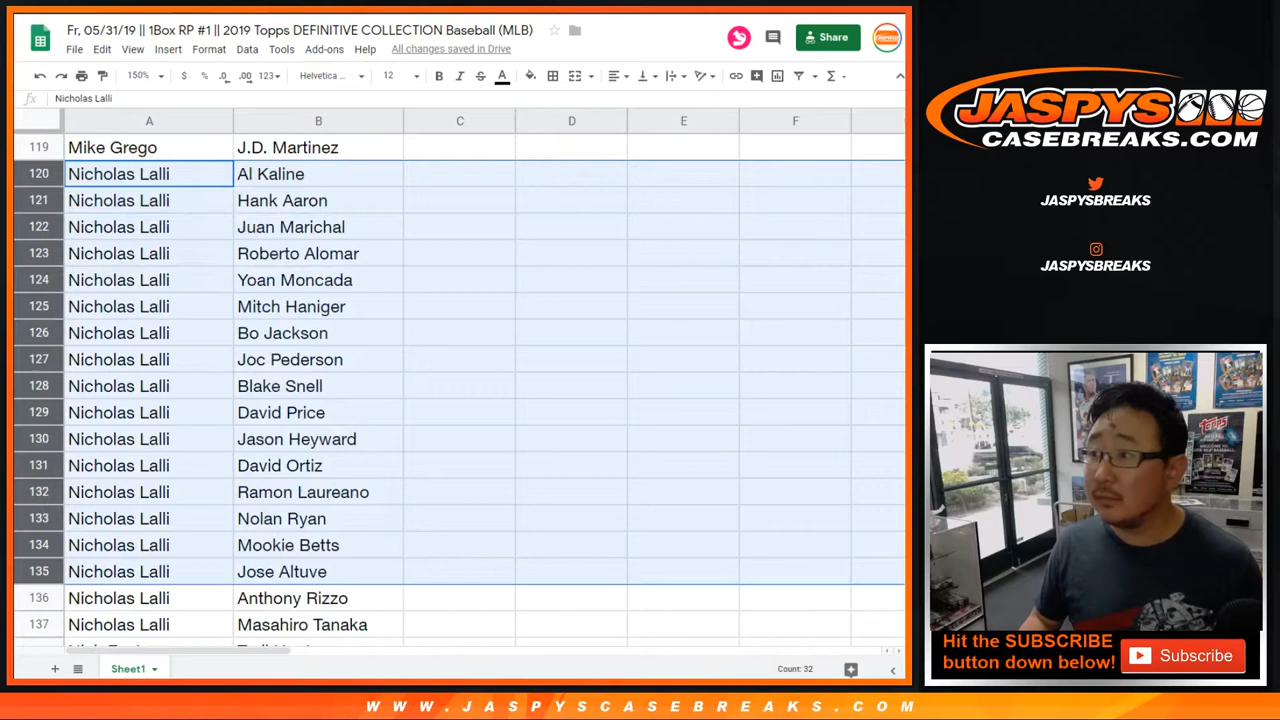 Fr, 05/31/19 || 1Box RP #1 || 2019 Topps DEFINITIVE COLLECTION Baseball (MLB)
File Edit View Insert Format Data Tools Add-ons Help All changes saved in Drive
Share
150% $ % .0 .00 123 Helvetica ... 12 B I S A
fx Nicholas Lalli
A B C D E F
119 Mike Grego J.D. Martinez
120 Nicholas Lalli Al Kaline
121 Nicholas Lalli Hank Aaron
122 Nicholas Lalli Juan Marichal
123 Nicholas Lalli Roberto Alomar
124 Nicholas Lalli Yoan Moncada
125 Nicholas Lalli Mitch Haniger
126 Nicholas Lalli Bo Jackson
127 Nicholas Lalli Joc Pederson
128 Nicholas Lalli Blake Snell
129 Nicholas Lalli David Price
130 Nicholas Lalli Jason Heyward
131 Nicholas Lalli David Ortiz
132 Nicholas Lalli Ramon Laureano
133 Nicholas Lalli Nolan Ryan
134 Nicholas Lalli Mookie Betts
135 Nicholas Lalli Jose Altuve
136 Nicholas Lalli Anthony Rizzo
137 Nicholas Lalli Masahiro Tanaka
Sheet1
Count: 32
JASPYS
CASEBREAKS.COM
JASPYSBREAKS
JASPYSBREAKS
topps
Hit the SUBSCRIBE
button down below!
Subscribe
WWW.JASPYSCASEBREAKS.COM